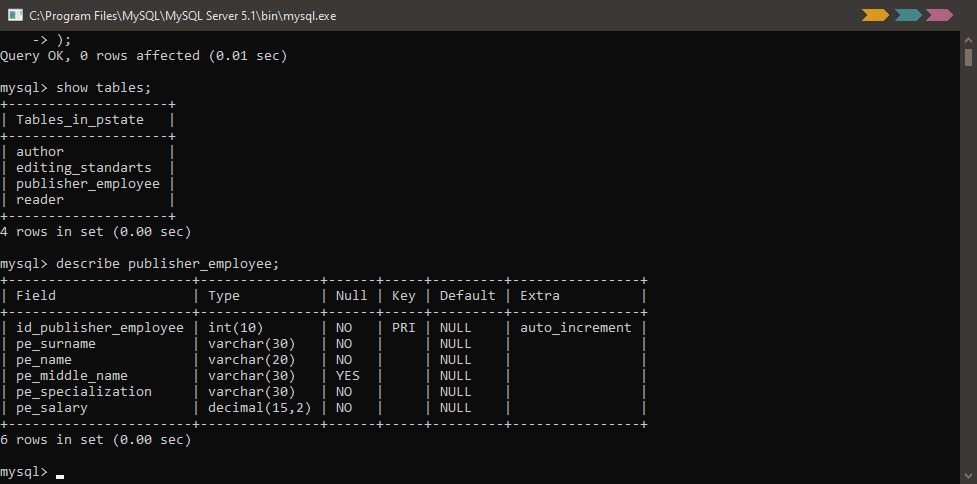 C:\Program Files\MySQL\MySQL Server 5.1\bin\mysql.exe
    -> );
Query OK, 0 rows affected (0.01 sec)
mysql> show tables;
+--------------------+
| Tables_in_pstate   |
+--------------------+
| author             |
| editing_standarts  |
| publisher_employee |
| reader             |
+--------------------+
4 rows in set (0.00 sec)
mysql> describe publisher_employee;
+-----------------------+---------------+------+-----+---------+----------------+
| Field                 | Type          | Null | Key | Default | Extra          |
+-----------------------+---------------+------+-----+---------+----------------+
| id_publisher_employee | int(10)       | NO   | PRI | NULL    | auto_increment |
| pe_surname            | varchar(30)   | NO   |     | NULL    |                |
| pe_name               | varchar(20)   | NO   |     | NULL    |                |
| pe_middle_name        | varchar(30)   | YES  |     | NULL    |                |
| pe_specialization     | varchar(30)   | NO   |     | NULL    |                |
| pe_salary             | decimal(15,2) | NO   |     | NULL    |                |
+-----------------------+---------------+------+-----+---------+----------------+
6 rows in set (0.00 sec)
mysql> _